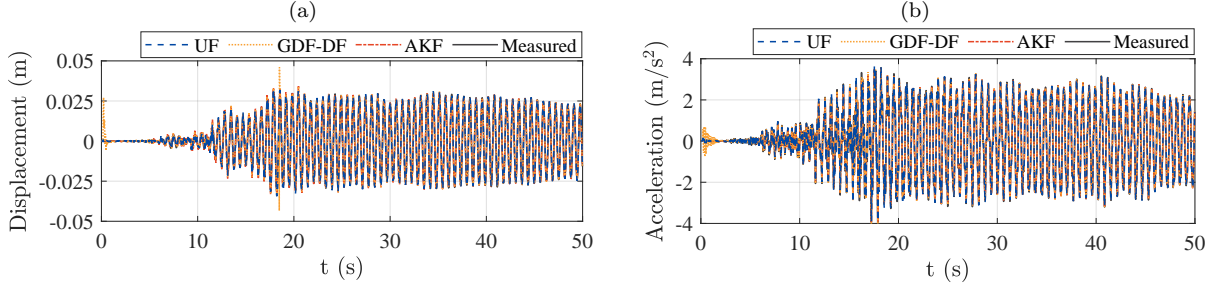 (a)
UF GDF-DF AKF Measured
Displacement (m)
0.05
0.025
0
-0.025
-0.05
0 10 20 30 40 50
t (s)
(b)
UF GDF-DF AKF Measured
Acceleration (m/s²)
4
2
0
-2
-4
0 10 20 30 40 50
t (s)